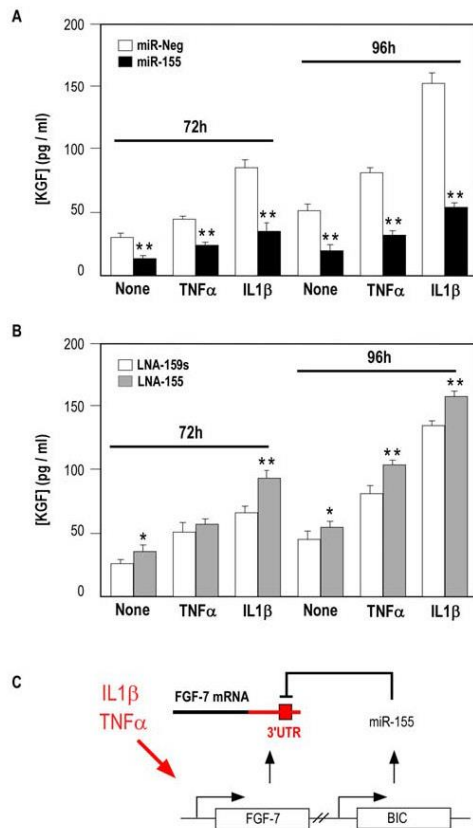 A
200
miR-Neg
miR-155
96h
150
72h
[KGF] (pg / ml)
100
50
0
** ** ** ** ** **
None TNFα IL1β None TNFα IL1β
B
200
LNA-159s
LNA-155
96h
150
72h
[KGF] (pg / ml)
100
50
0
* ** * ** **
None TNFα IL1β None TNFα IL1β
C
IL1β
TNFα
FGF-7 mRNA
3'UTR
miR-155
FGF-7
BIC